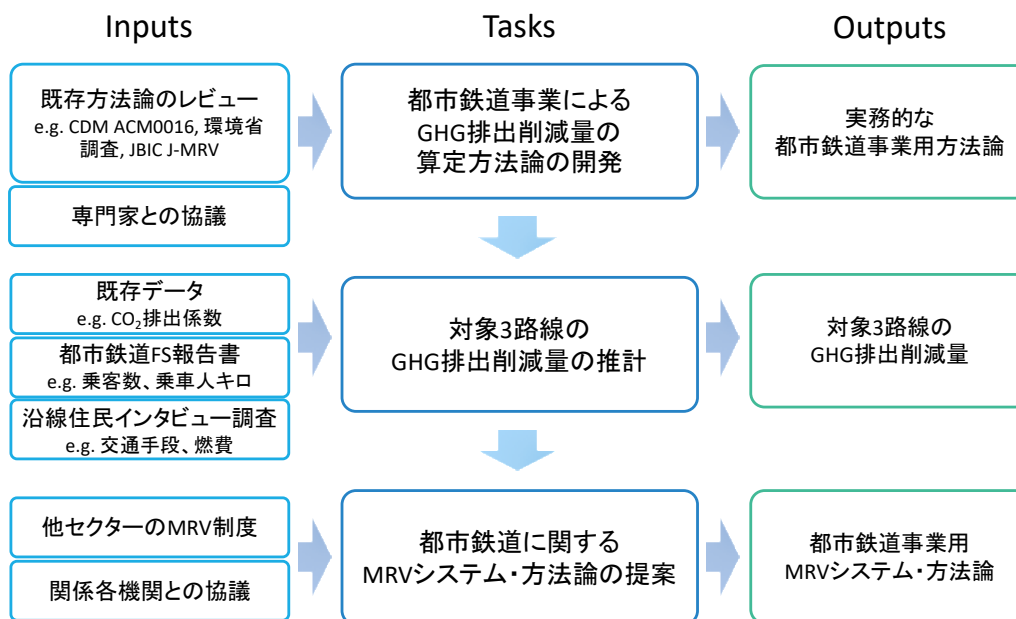 Inputs
Tasks
Outputs
既存方法論のレビュー
e.g. CDM ACM0016, 環境省
調査, JBIC J-MRV
専門家との協議
都市鉄道事業による
GHG排出削減量の
算定方法論の開発
実務的な
都市鉄道事業用方法論
既存データ
e.g. CO₂排出係数
都市鉄道FS報告書
e.g. 乗客数、乗車人キロ
沿線住民インタビュー調査
e.g. 交通手段、燃費
対象3路線の
GHG排出削減量の推計
対象3路線の
GHG排出削減量
他セクターのMRV制度
関係各機関との協議
都市鉄道に関する
MRVシステム・方法論の提案
都市鉄道事業用
MRVシステム・方法論